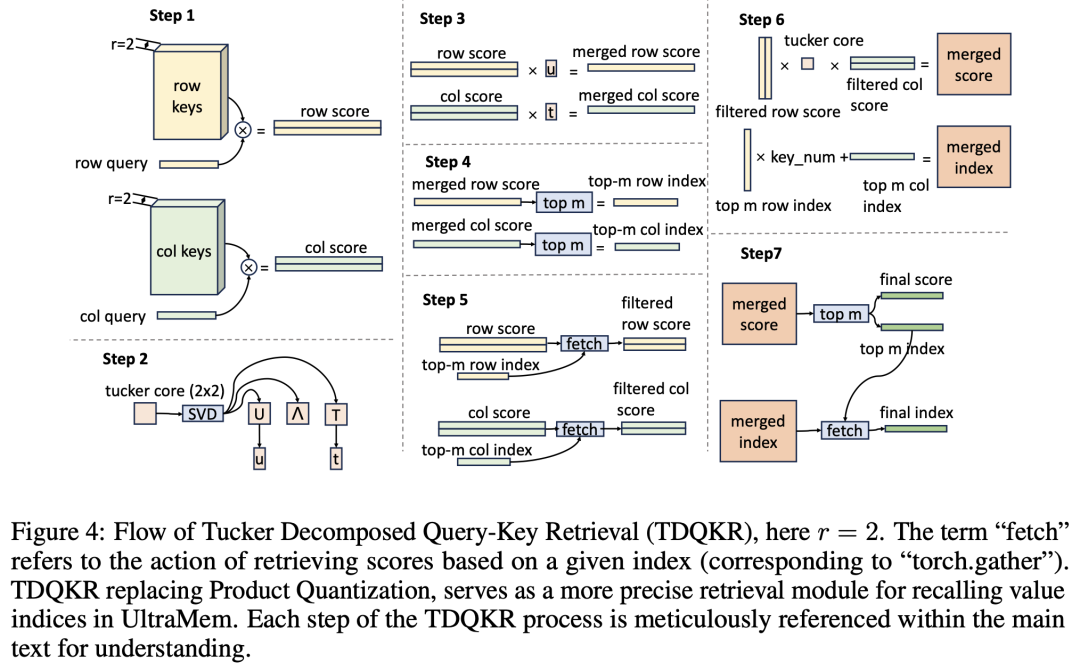 Step 1
r=2
row
keys
row score
row query
r=2
col keys
col score
col query
Step 2
tucker core (2x2)
SVD
U
Λ
T
u
t
Step 3
row score
merged row score
× u =
col score
merged col score
× t =
Step 4
merged row score
top-m row index
top m
=
merged col score
top-m col index
top m
=
Step 5
filtered
row score
row score
fetch
top-m row index
filtered col
score
col score
fetch
top-m col index
Step 6
tucker core
× × =
merged
score
filtered col
score
filtered row score
× key_num + =
merged
index
top m col
index
top m row index
Step7
final score
merged
score
top m
top m index
merged
index
fetch
final index
Figure 4: Flow of Tucker Decomposed Query-Key Retrieval (TDQKR), here r = 2. The term “fetch”
refers to the action of retrieving scores based on a given index (corresponding to “torch.gather”).
TDQKR replacing Product Quantization, serves as a more precise retrieval module for recalling value
indices in UltraMem. Each step of the TDQKR process is meticulously referenced within the main
text for understanding.